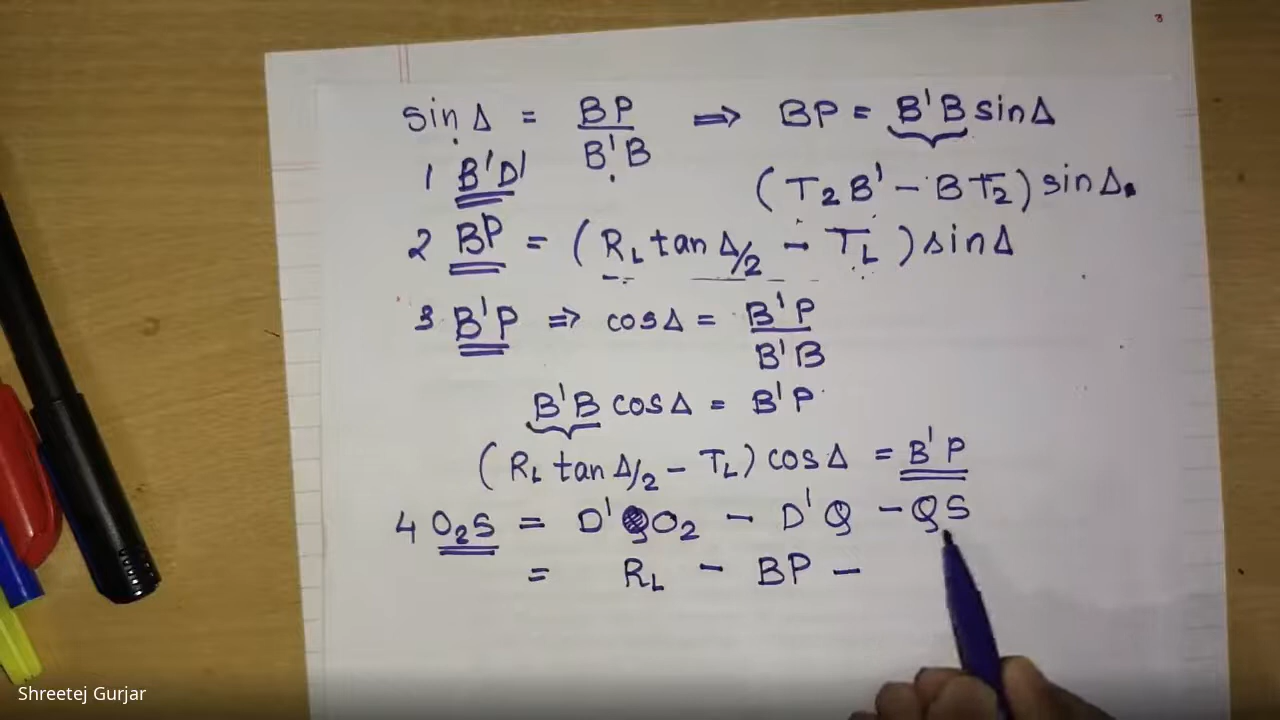 8
sin Δ = BP / B'B ⇒ BP = B'B sin Δ
1 B'D' (T₂B' - BT₂) sin Δ.
2 BP = (R_L tan Δ/2 - T_L) sin Δ
3 B'P ⇒ cos Δ = B'P / B'B
B'B cos Δ = B'P
(R_L tan Δ/2 - T_L) cos Δ = B'P
4 O₂S = D'O₂ - D'Q - QS
= R_L - BP -
Shreetej Gurjar